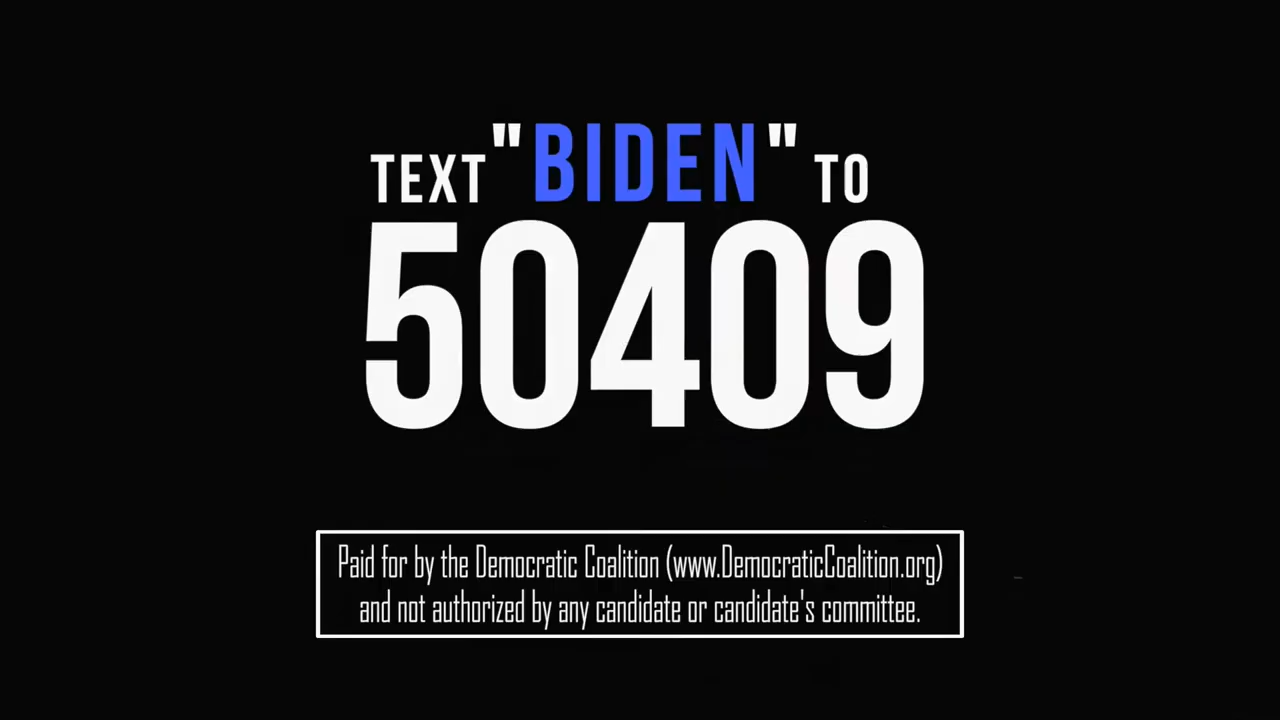 TEXT "BIDEN" TO
50409
Paid for by the Democratic Coalition (www.DemocraticCoalition.org)
and not authorized by any candidate or candidate's committee.